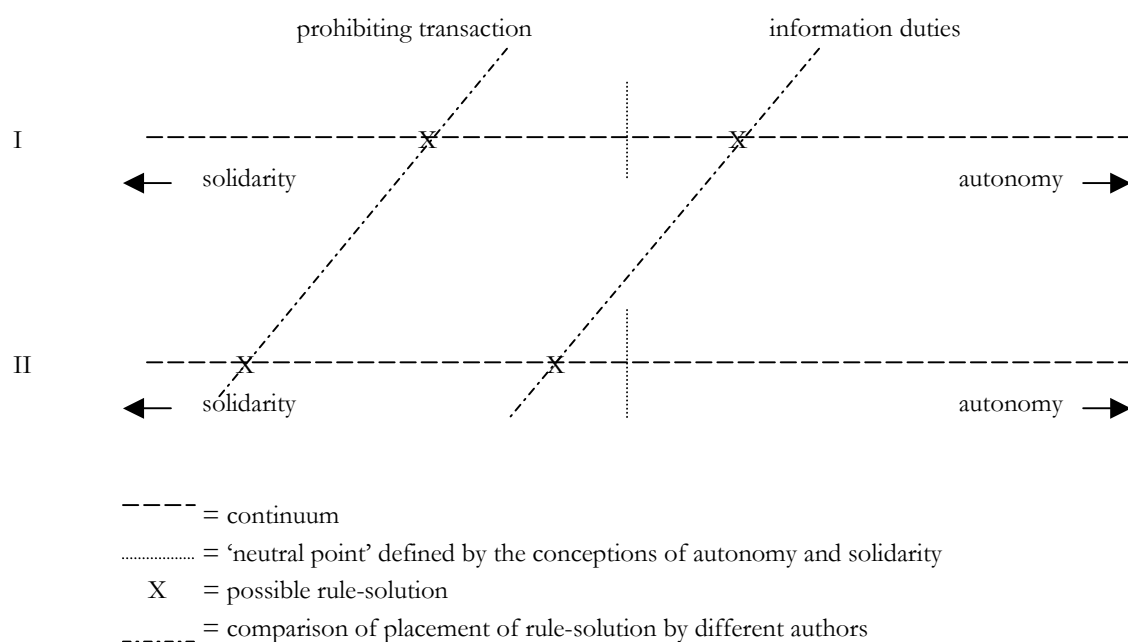 prohibiting transaction information duties
I X X
solidarity autonomy
II X X
solidarity autonomy
= continuum
= ‘neutral point’ defined by the conceptions of autonomy and solidarity
X = possible rule-solution
= comparison of placement of rule-solution by different authors